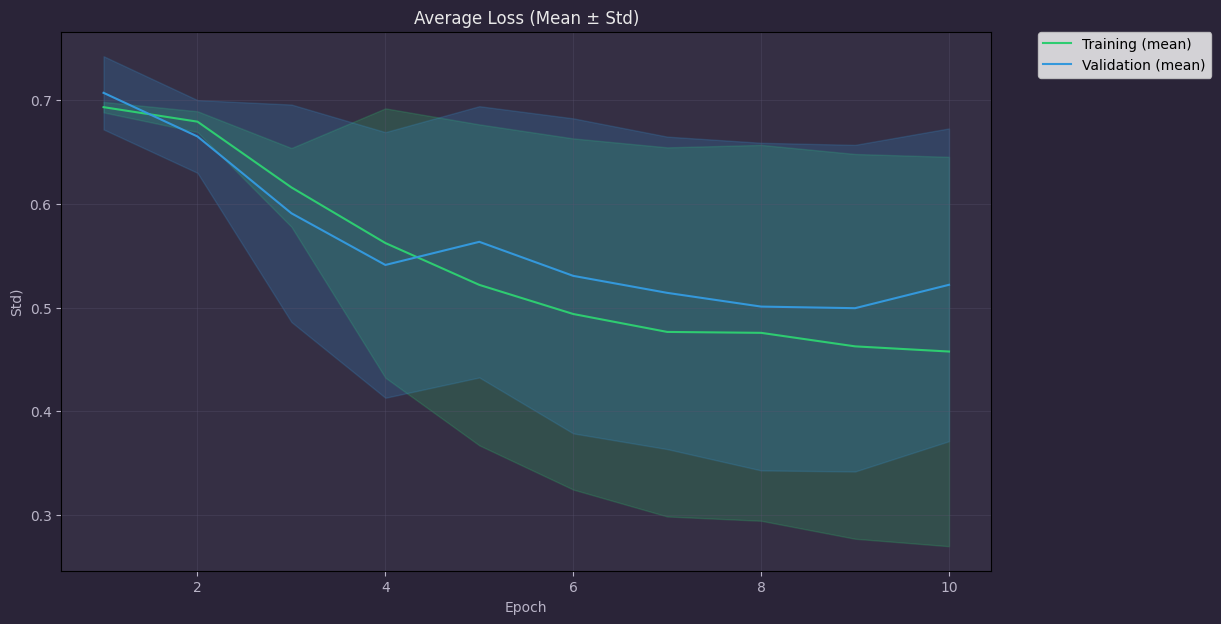 Average Loss (Mean ± Std)
Training (mean)
Validation (mean)
0.7
0.6
0.5
0.4
0.3
Std)
2 4 6 8 10
Epoch